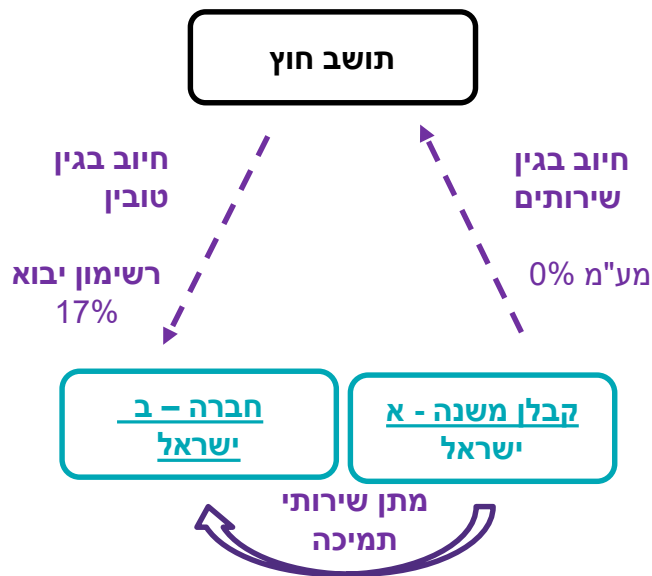 תושב חוץ
חיוב בגין
שירותים
מע"מ 0%
חיוב בגין
טובין
רשימון יבוא
17%
קבלן משנה - א
ישראל
חברה – ב
ישראל
מתן שירותי
תמיכה